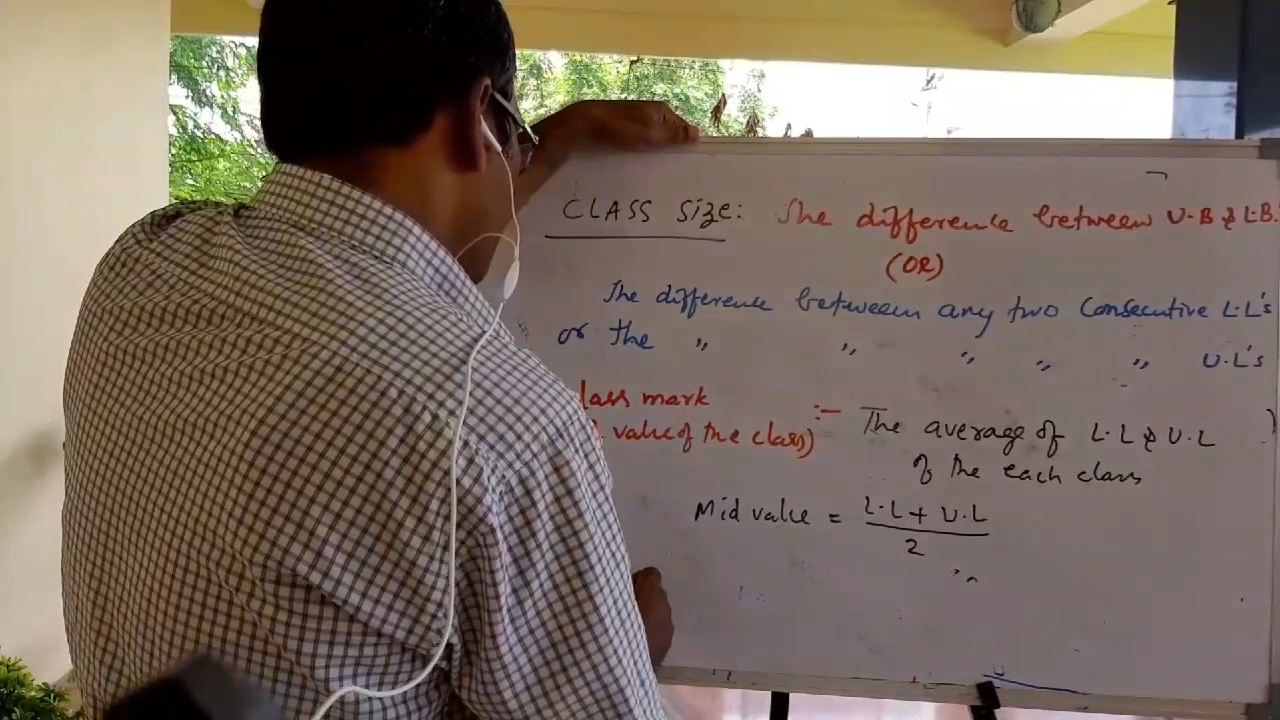 CLASS Size: The difference between U-B & L-B.
(OR)
The difference between any two Consecutive L.L's
or the " " " " " U.L's
lass mark
value of the class) :- The average of L.L & U.L
of the each class
Mid value = L.L + U.L
2